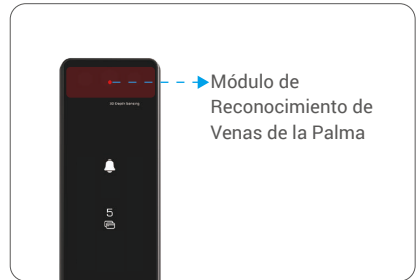 Módulo de
Reconocimiento de
Venas de la Palma
3D Depth Sensing
5